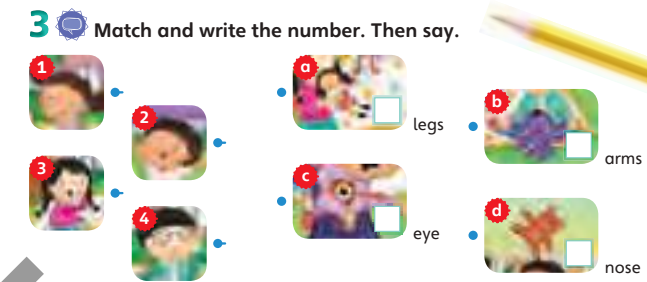 3 Match and write the number. Then say.
1
2
3
4
a
legs
b
arms
c
eye
d
nose